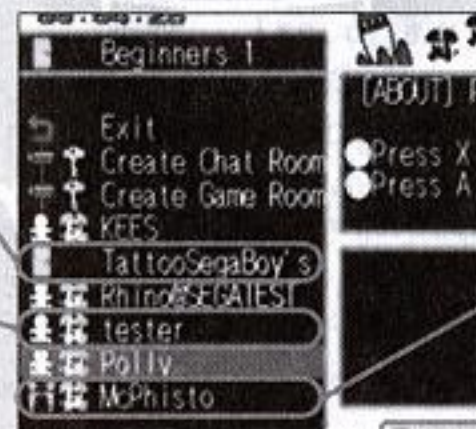 Beginners 1
[ABOUT]
Exit
Create Chat Room
Press X
Create Game Room
Press A
KEES
TattooSegaBoy's
Rhino@SEGATEST
tester
Polly
McPhisto